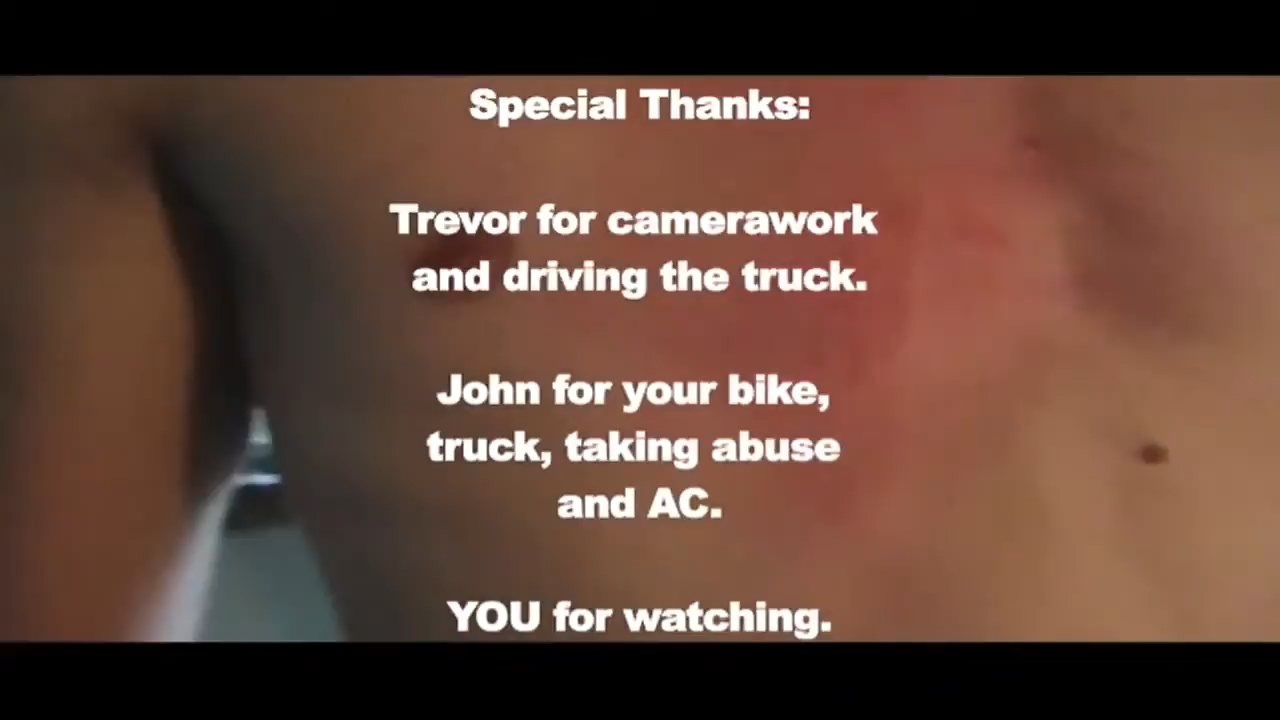 Special Thanks:
Trevor for camerawork
and driving the truck.
John for your bike,
truck, taking abuse
and AC.
YOU for watching.